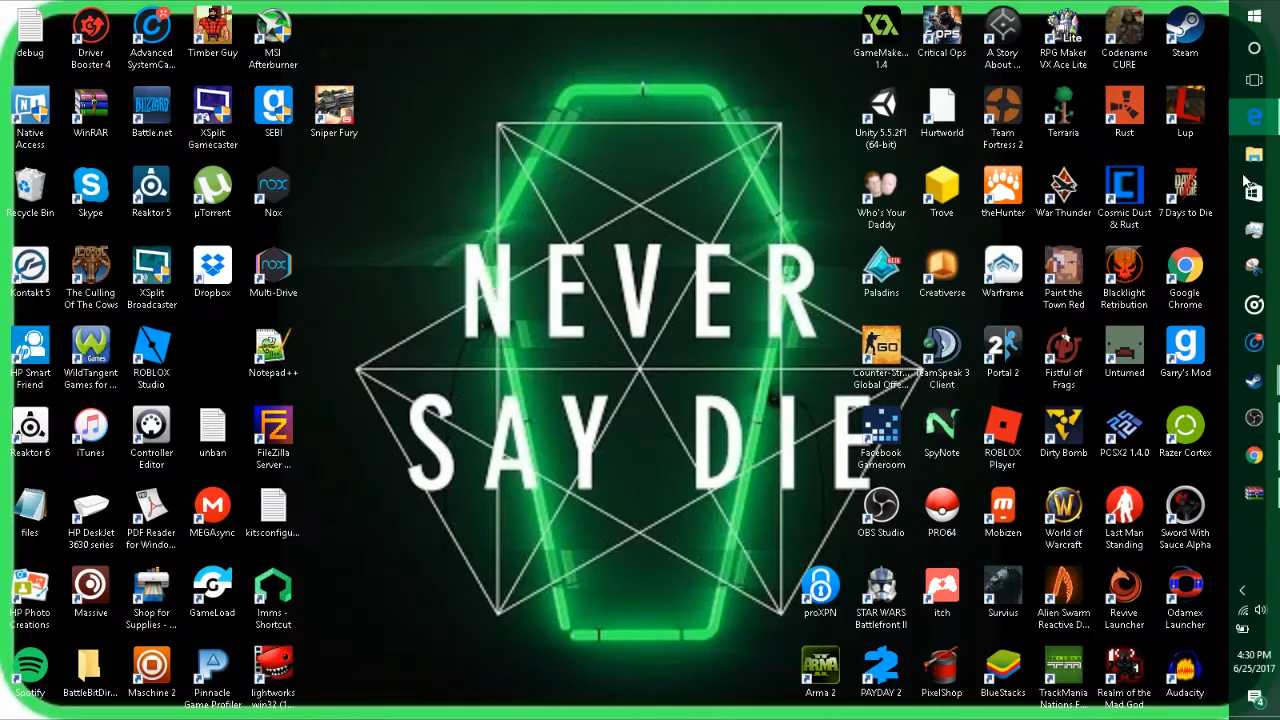 debug
Driver
Booster 4
Advanced
SystemCa...
Timber Guy
MSI
Afterburner
GameMake...
1.4
Critical Ops
A Story
About ...
RPG Maker
VX Ace Lite
Codename
CURE
Steam
Native
Access
WinRAR
Battle.net
XSplit
Gamecaster
SEBI
Sniper Fury
Unity 5.5.2f1
(64-bit)
Hurtworld
Team
Fortress 2
Terraria
Rust
Lup
Recycle Bin
Skype
Reaktor 5
µTorrent
Nox
Who's Your
Daddy
Trove
theHunter
War Thunder
Cosmic Dust
& Rust
7 Days to Die
NEVER
SAY DIE
Kontakt 5
The Culling
Of The Cows
XSplit
Broadcaster
Dropbox
Multi-Drive
Paladins
Creativerse
Warframe
Paint the
Town Red
Blacklight
Retribution
Google
Chrome
HP Smart
Friend
WildTangent
Games for ...
ROBLOX
Studio
Notepad++
Counter-Str...
Global Offe...
TeamSpeak 3
Client
Portal 2
Fistful of
Frags
Unturned
Garry's Mod
Reaktor 6
iTunes
Controller
Editor
unban
FileZilla
Server ...
Facebook
Gameroom
SpyNote
ROBLOX
Player
Dirty Bomb
PCSX2 1.4.0
Razer Cortex
files
HP DeskJet
3630 series
PDF Reader
for Windo...
MEGAsync
kitsconfigu...
OBS Studio
PRO64
Mobizen
World of
Warcraft
Last Man
Standing
Sword With
Sauce Alpha
HP Photo
Creations
Massive
Shop for
Supplies - ...
GameLoad
lmms -
Shortcut
proXPN
STAR WARS
Battlefront II
itch
Survius
Alien Swarm
Reactive D...
Revive
Launcher
Odamex
Launcher
Spotify
BattleBitDir...
Maschine 2
Pinnacle
Game Profiler
lightworks
win32 (1...
Arma 2
PAYDAY 2
PixelShop
BlueStacks
TrackMania
Nations F...
Realm of the
Mad God
Audacity
4:30 PM
6/25/2017
4